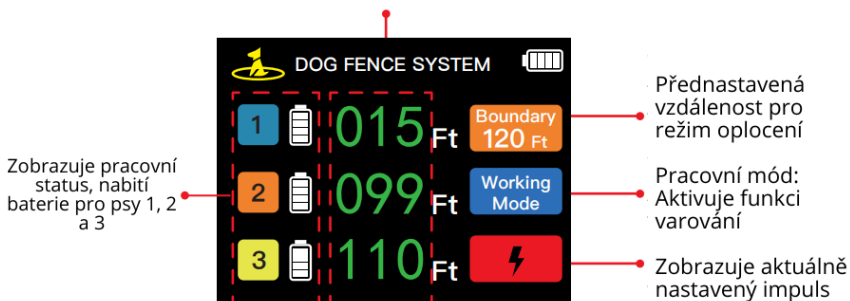 DOG FENCE SYSTEM
1 015 Ft Boundary
120 Ft
2 099 Ft Working
Mode
3 110 Ft
Zobrazuje pracovní
status, nabití
baterie pro psy 1, 2
a 3
Přednastavená
vzdálenost pro
režim oplocení
Pracovní mód:
Aktivuje funkci
varování
Zobrazuje aktuálně
nastavený impuls